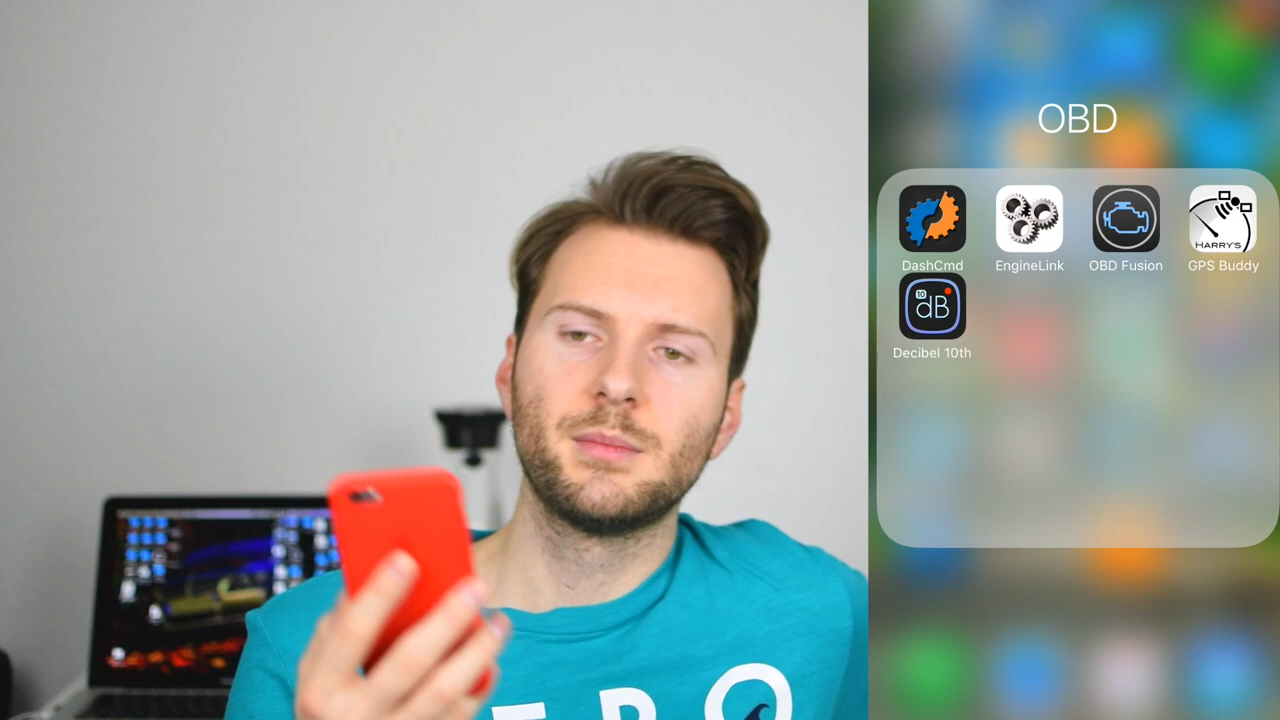 OBD
DashCmd
EngineLink
OBD Fusion
HARRY'S
GPS Buddy
10
dB
Decibel 10th